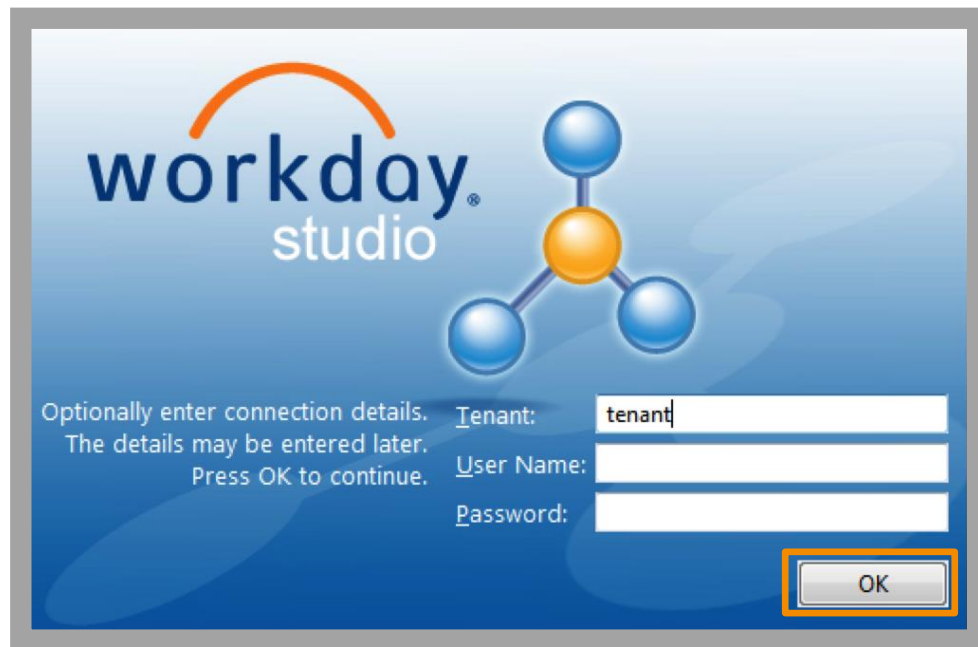 workday®
studio
Optionally enter connection details.
The details may be entered later.
Press OK to continue.
Tenant: tenant
User Name:
Password:
OK